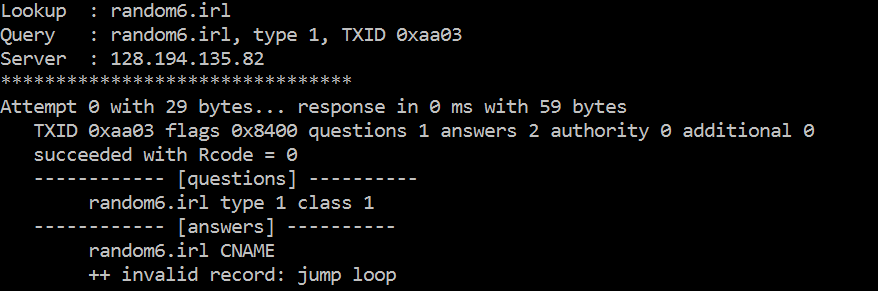 Lookup  : random6.irl
Query   : random6.irl, type 1, TXID 0xaa03
Server  : 128.194.135.82
********************************
Attempt 0 with 29 bytes... response in 0 ms with 59 bytes
   TXID 0xaa03 flags 0x8400 questions 1 answers 2 authority 0 additional 0
   succeeded with Rcode = 0
   ------------ [questions] ----------
        random6.irl type 1 class 1
   ------------ [answers] ----------
        random6.irl CNAME
        ++ invalid record: jump loop